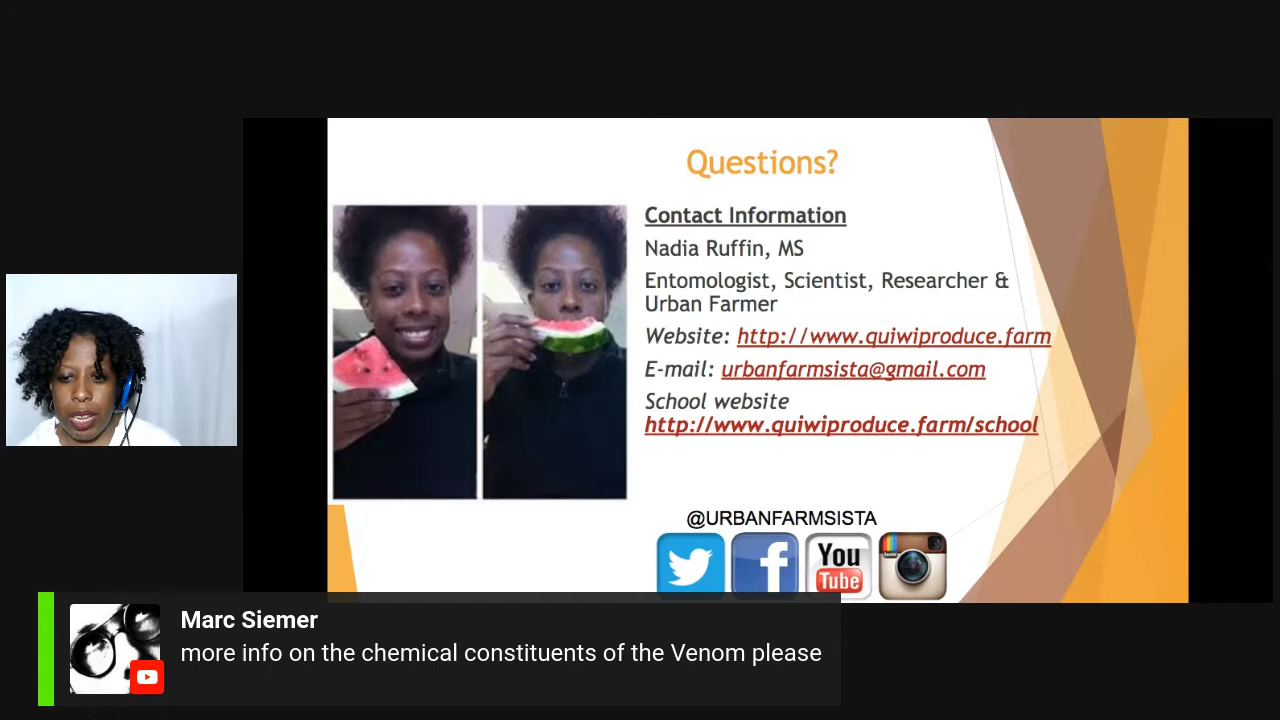 Questions?
Contact Information
Nadia Ruffin, MS
Entomologist, Scientist, Researcher &
Urban Farmer
Website: http://www.quiwiproduce.farm
E-mail: urbanfarmsista@gmail.com
School website
http://www.quiwiproduce.farm/school
@URBANFARMSISTA
You
Tube
Marc Siemer
more info on the chemical constituents of the Venom please